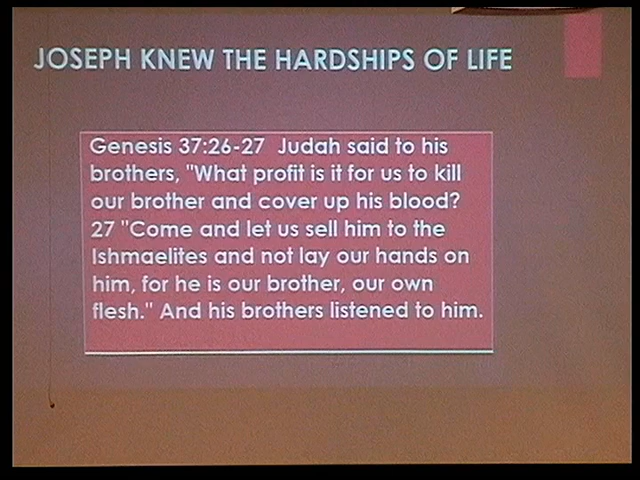 JOSEPH KNEW THE HARDSHIPS OF LIFE
Genesis 37:26-27 Judah said to his
brothers, "What profit is it for us to kill
our brother and cover up his blood?
27 "Come and let us sell him to the
Ishmaelites and not lay our hands on
him, for he is our brother, our own
flesh." And his brothers listened to him.